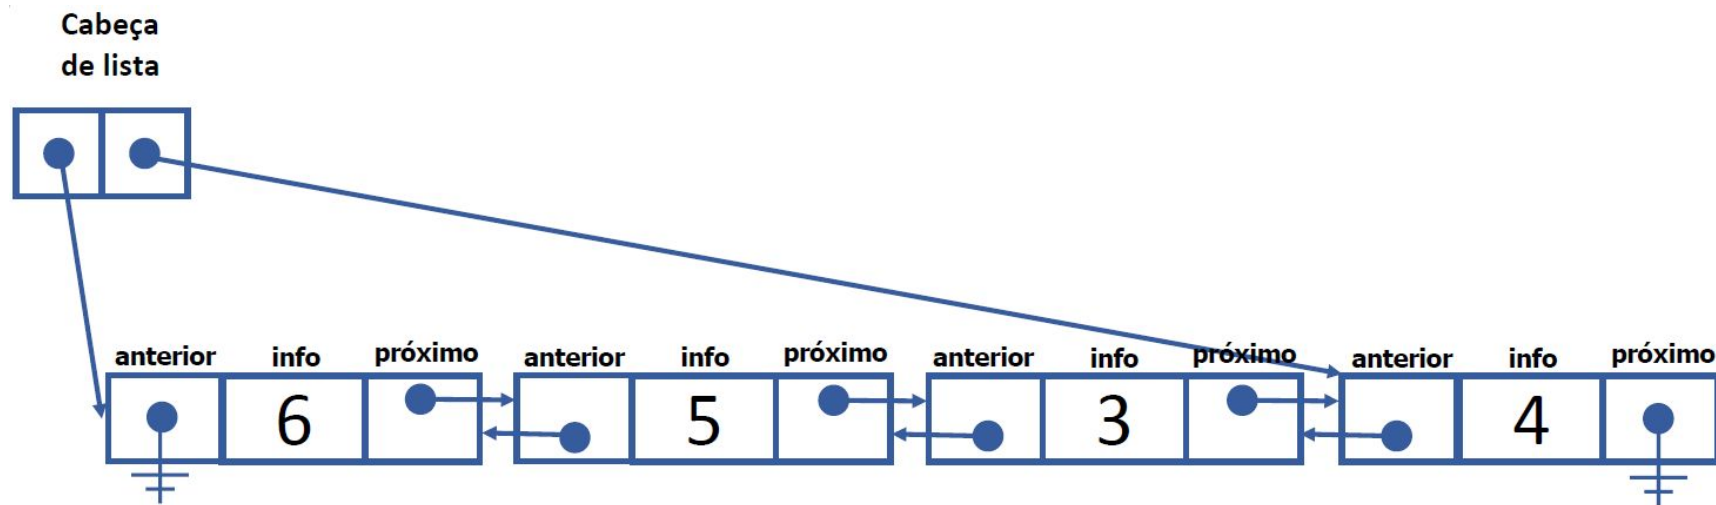 Cabeça
de lista
anterior info próximo anterior info próximo anterior info próximo anterior info próximo
6 5 3 4